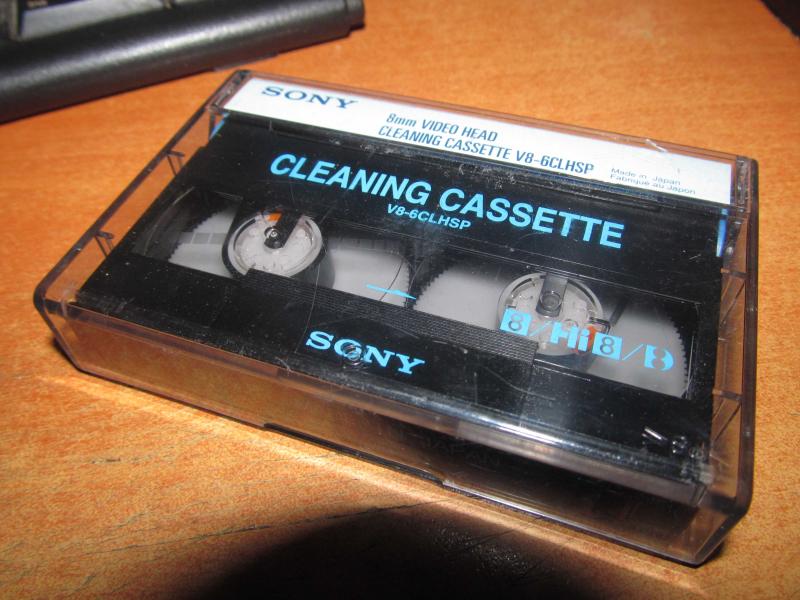 SONY
8mm VIDEO HEAD
CLEANING CASSETTE V8-6CLHSP
Made in Japan
Fabriqué au Japon
CLEANING CASSETTE
V8-6CLHSP
8/Hi8/
SONY